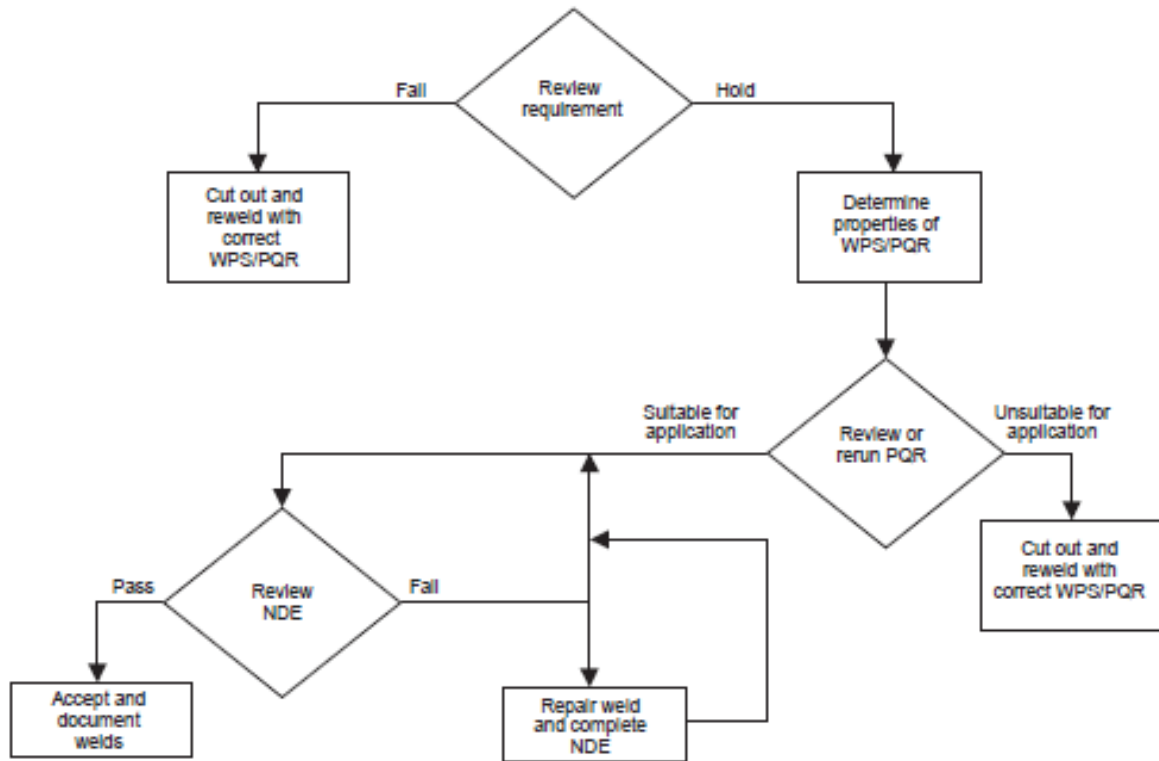 Review
requirement
Fail
Hold
Cut out and
reweld with
correct
WPS/PQR
Determine
properties of
WPS/PQR
Suitable for
application
Review or
rerun PQR
Unsuitable for
application
Cut out and
reweld with
correct WPS/PQR
Pass
Review
NDE
Fail
Accept and
document
welds
Repair weld
and complete
NDE